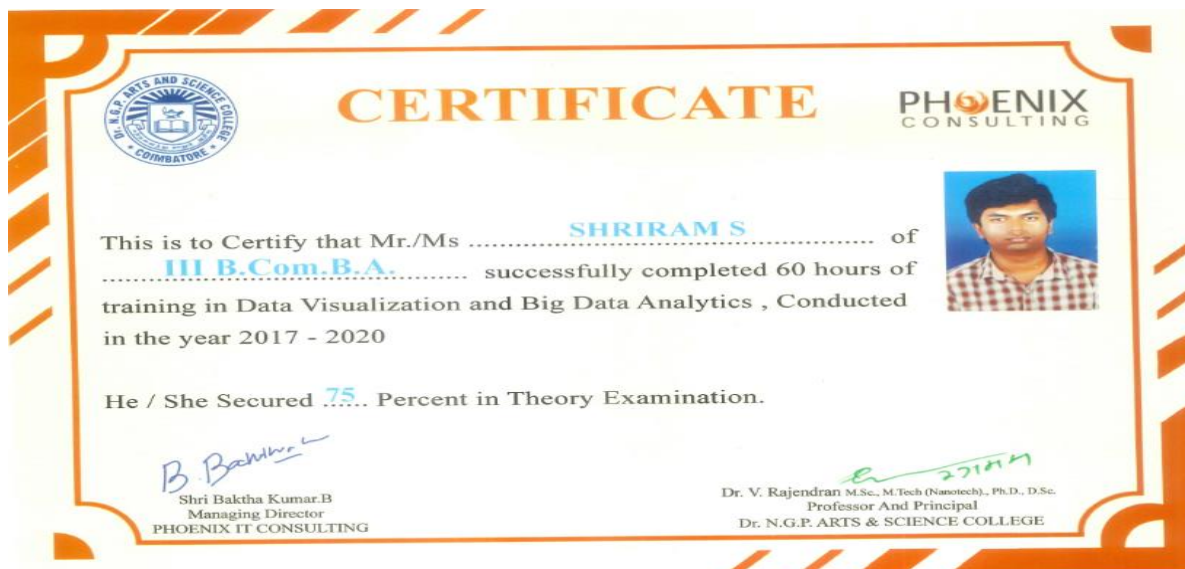 Dr. N.G.P. ARTS AND SCIENCE COLLEGE
* COIMBATORE *
CERTIFICATE
PHOENIX
CONSULTING
This is to Certify that Mr./Ms .................SHRIRAM S................. of
........III B.Com.B.A........... successfully completed 60 hours of
training in Data Visualization and Big Data Analytics , Conducted
in the year 2017 - 2020
He / She Secured ..75.. Percent in Theory Examination.
Shri Baktha Kumar.B
Managing Director
PHOENIX IT CONSULTING
Dr. V. Rajendran M.Sc., M.Tech (Nanotech)., Ph.D., D.Sc.
Professor And Principal
Dr. N.G.P. ARTS & SCIENCE COLLEGE